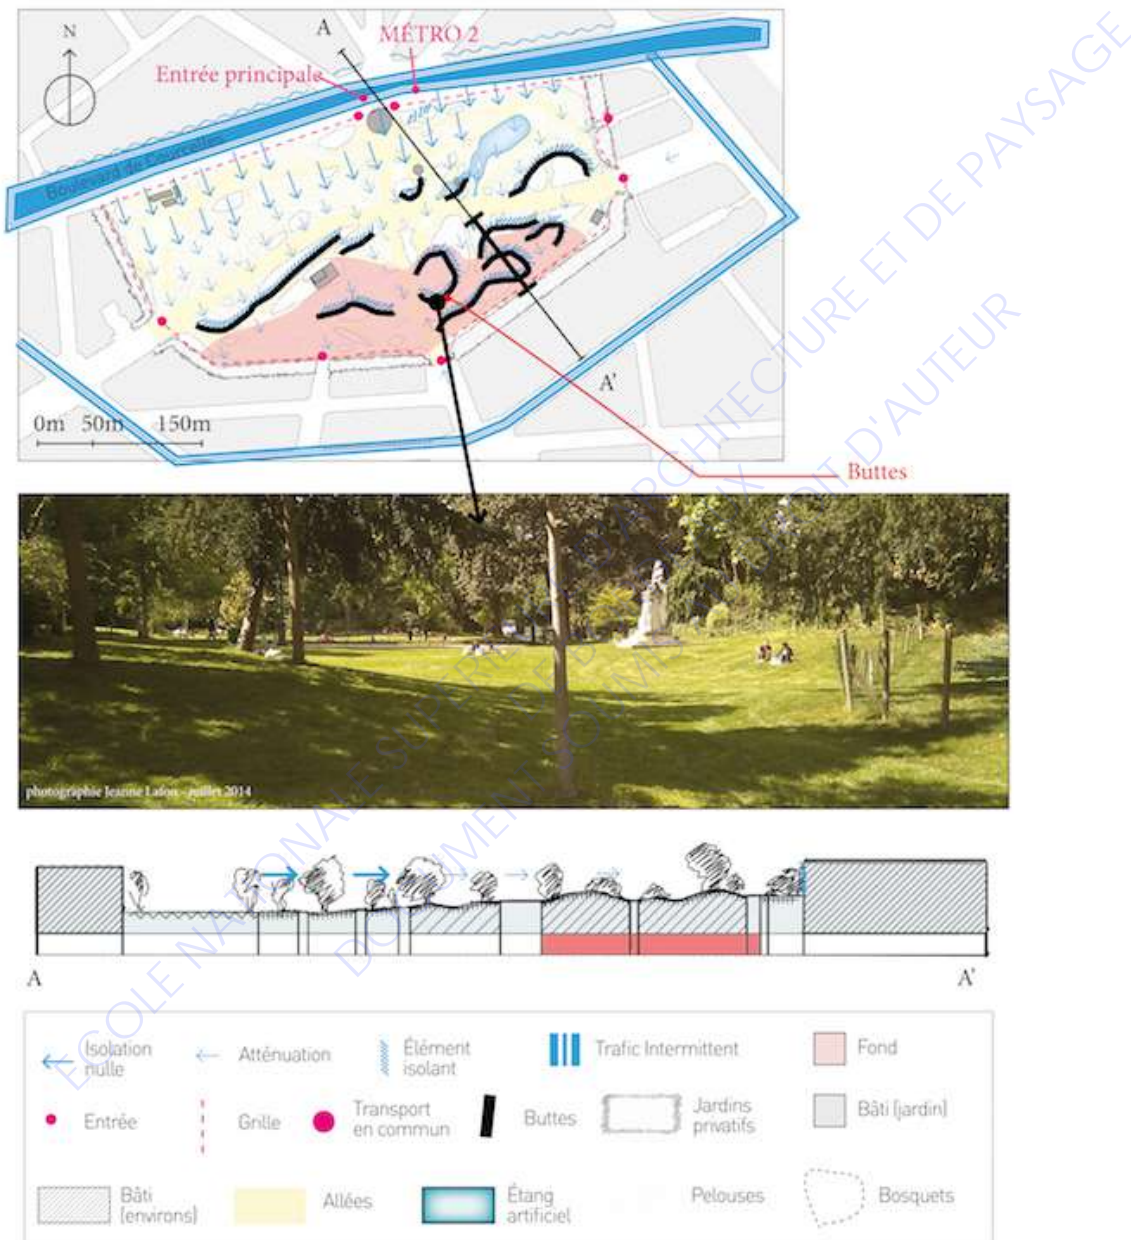 N
A
MÉTRO 2
Entrée principale
Boulevard de Courcelles
A'
0m 50m 150m
Buttes
photographie Jeanne Lafon - juillet 2014
A
A'
Isolation
nulle
Atténuation
Élément
isolant
Trafic Intermittent
Fond
Entrée
Grille
Transport
en commun
Buttes
Jardins
privatifs
Bâti (jardin)
Bâti
(environs)
Allées
Étang
artificiel
Pelouses
Bosquets
ECOLE NATIONALE SUPERIEURE D'ARCHITECTURE ET DE PAYSAGE
DOCUMENT SOUMIS AU DROIT D'AUTEUR